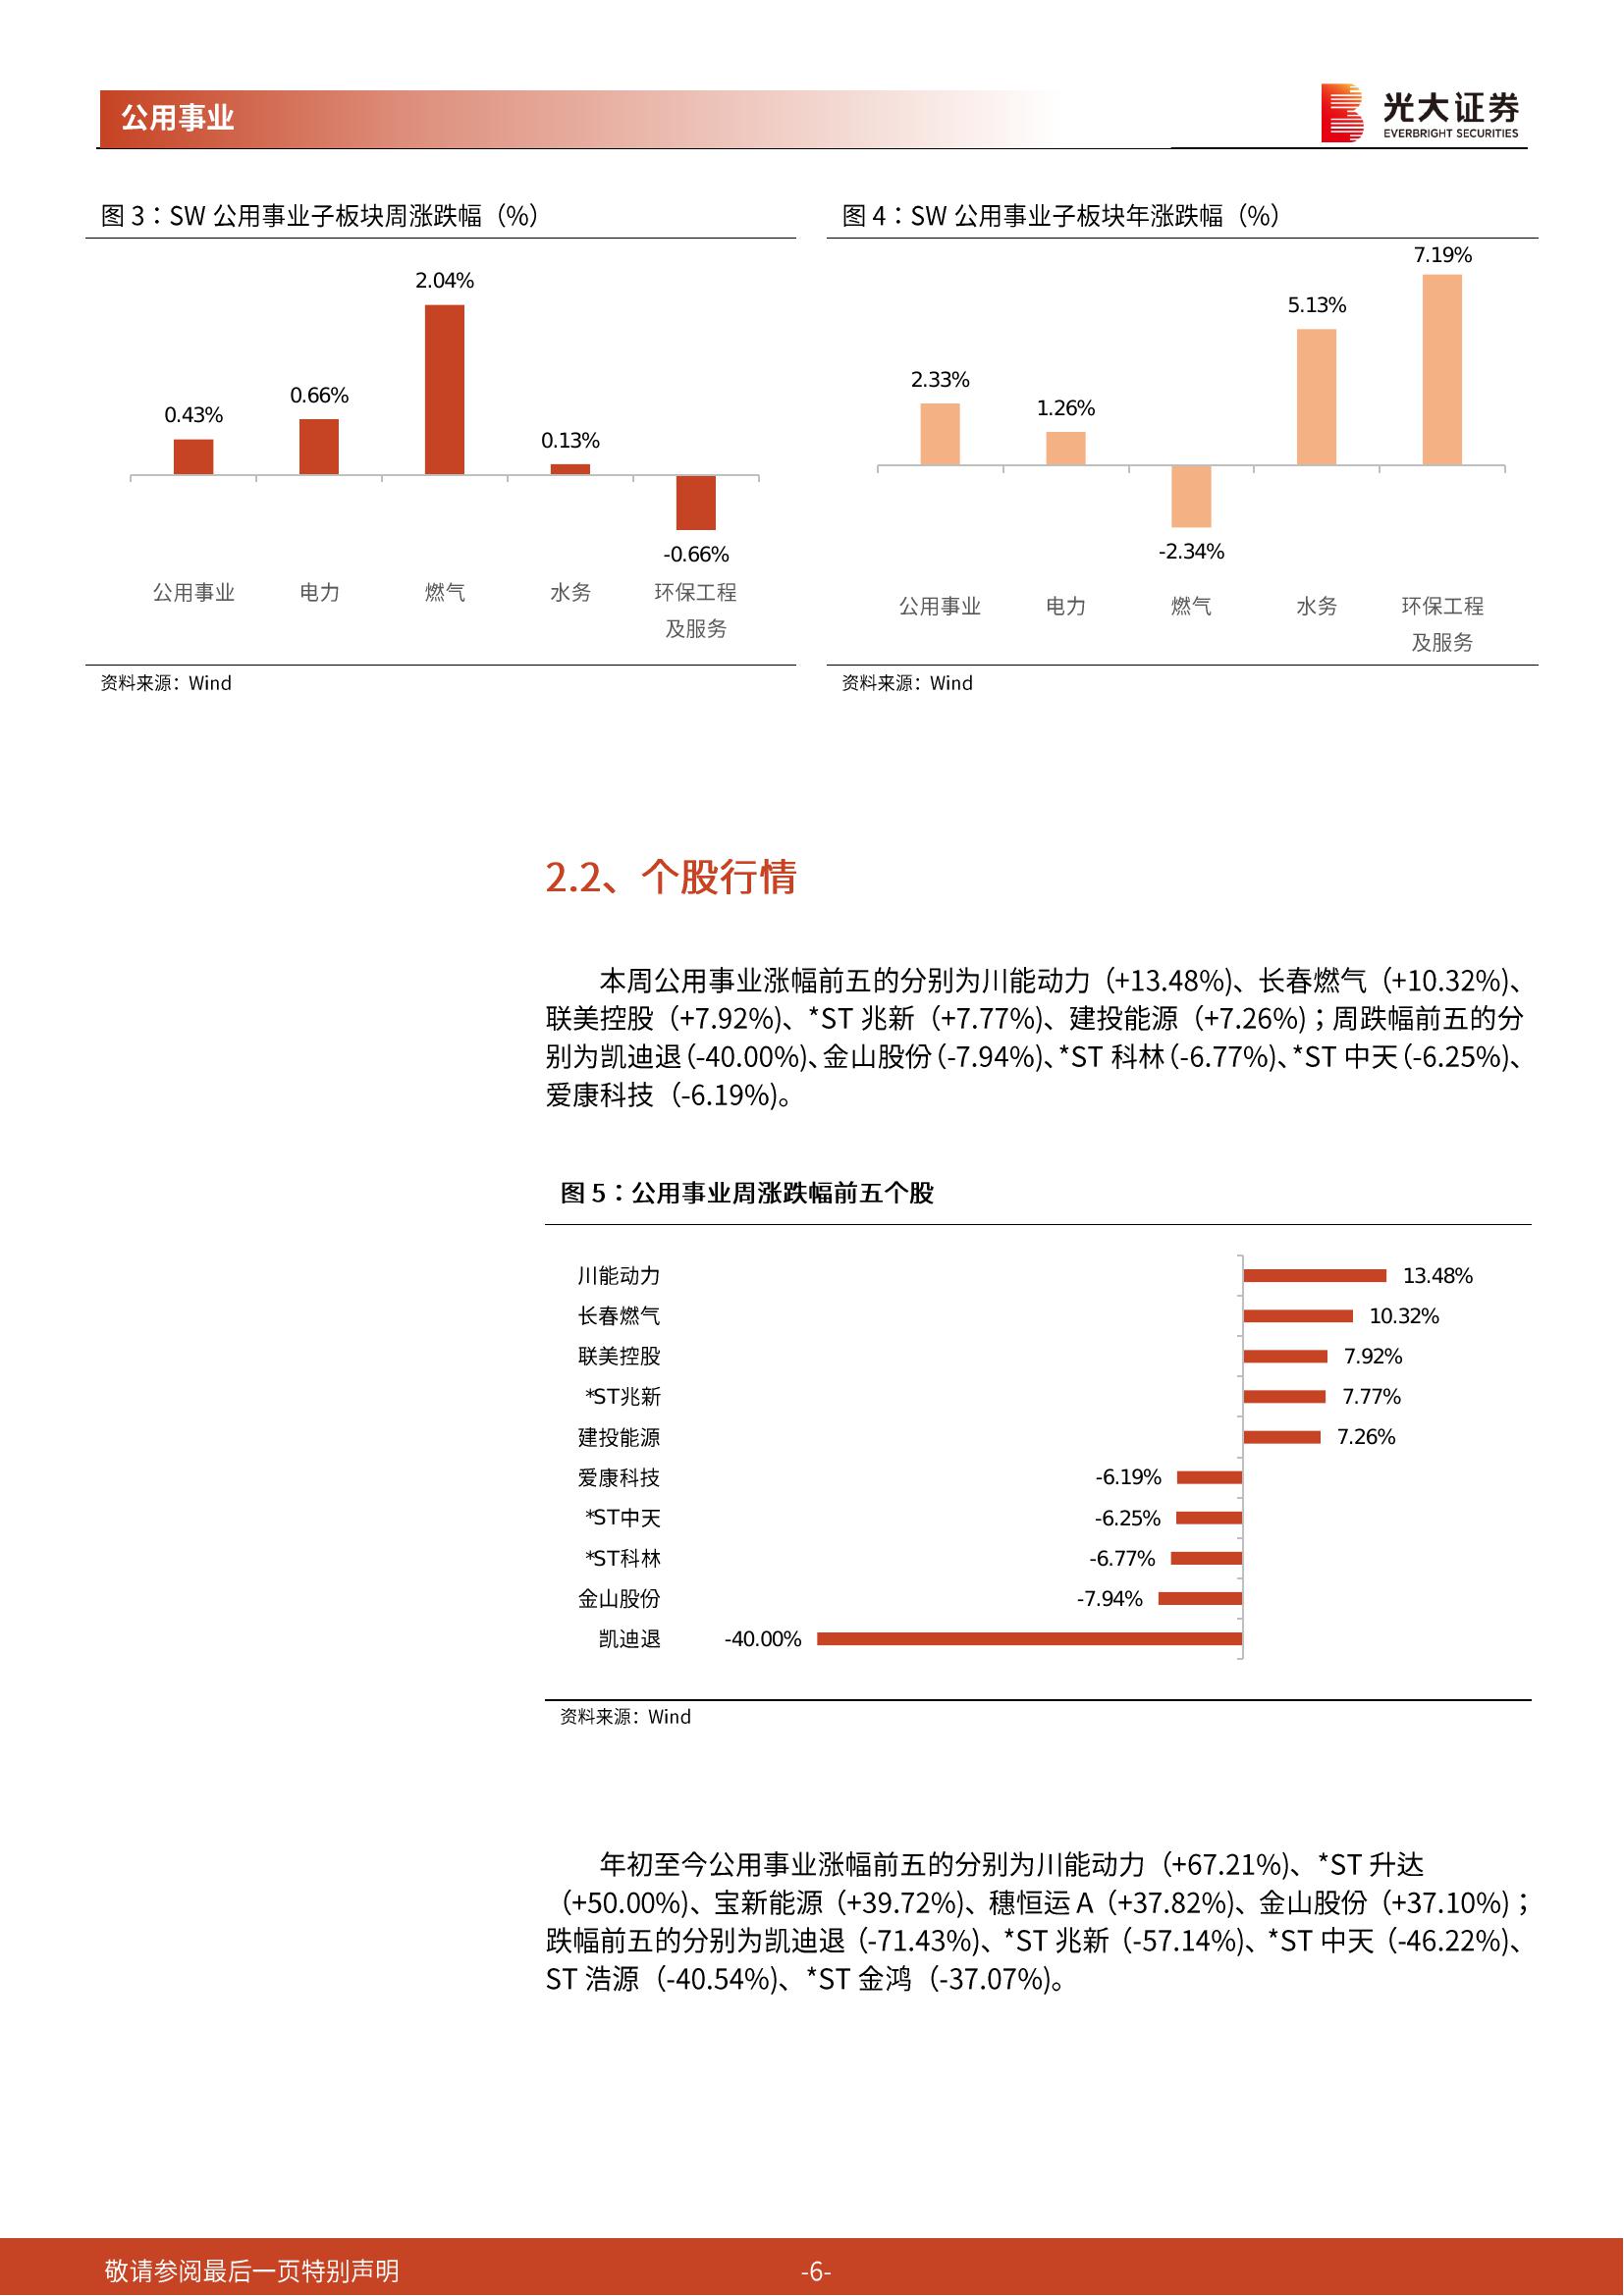 公用事业
光大证券
EVERBRIGHT SECURITIES
图 3：SW 公用事业子板块周涨跌幅（%）
2.04%
0.66%
0.43%
0.13%
-0.66%
公用事业 电力 燃气 水务 环保工程
及服务
资料来源：Wind
图 4：SW 公用事业子板块年涨跌幅（%）
7.19%
5.13%
2.33%
1.26%
-2.34%
公用事业 电力 燃气 水务 环保工程
及服务
资料来源：Wind
2.2、个股行情
本周公用事业涨幅前五的分别为川能动力（+13.48%)、长春燃气（+10.32%)、
联美控股（+7.92%)、*ST 兆新（+7.77%)、建投能源（+7.26%)；周跌幅前五的分
别为凯迪退（-40.00%)、金山股份（-7.94%)、*ST 科林（-6.77%)、*ST 中天（-6.25%)、
爱康科技（-6.19%)。
图 5：公用事业周涨跌幅前五个股
川能动力 13.48%
长春燃气 10.32%
联美控股 7.92%
*ST兆新 7.77%
建投能源 7.26%
爱康科技 -6.19%
*ST中天 -6.25%
*ST科林 -6.77%
金山股份 -7.94%
凯迪退 -40.00%
资料来源：Wind
年初至今公用事业涨幅前五的分别为川能动力（+67.21%)、*ST 升达
（+50.00%)、宝新能源（+39.72%)、穗恒运 A（+37.82%)、金山股份（+37.10%)；
跌幅前五的分别为凯迪退（-71.43%)、*ST 兆新（-57.14%)、*ST 中天（-46.22%)、
ST 浩源（-40.54%)、*ST 金鸿（-37.07%)。
敬请参阅最后一页特别声明 -6-